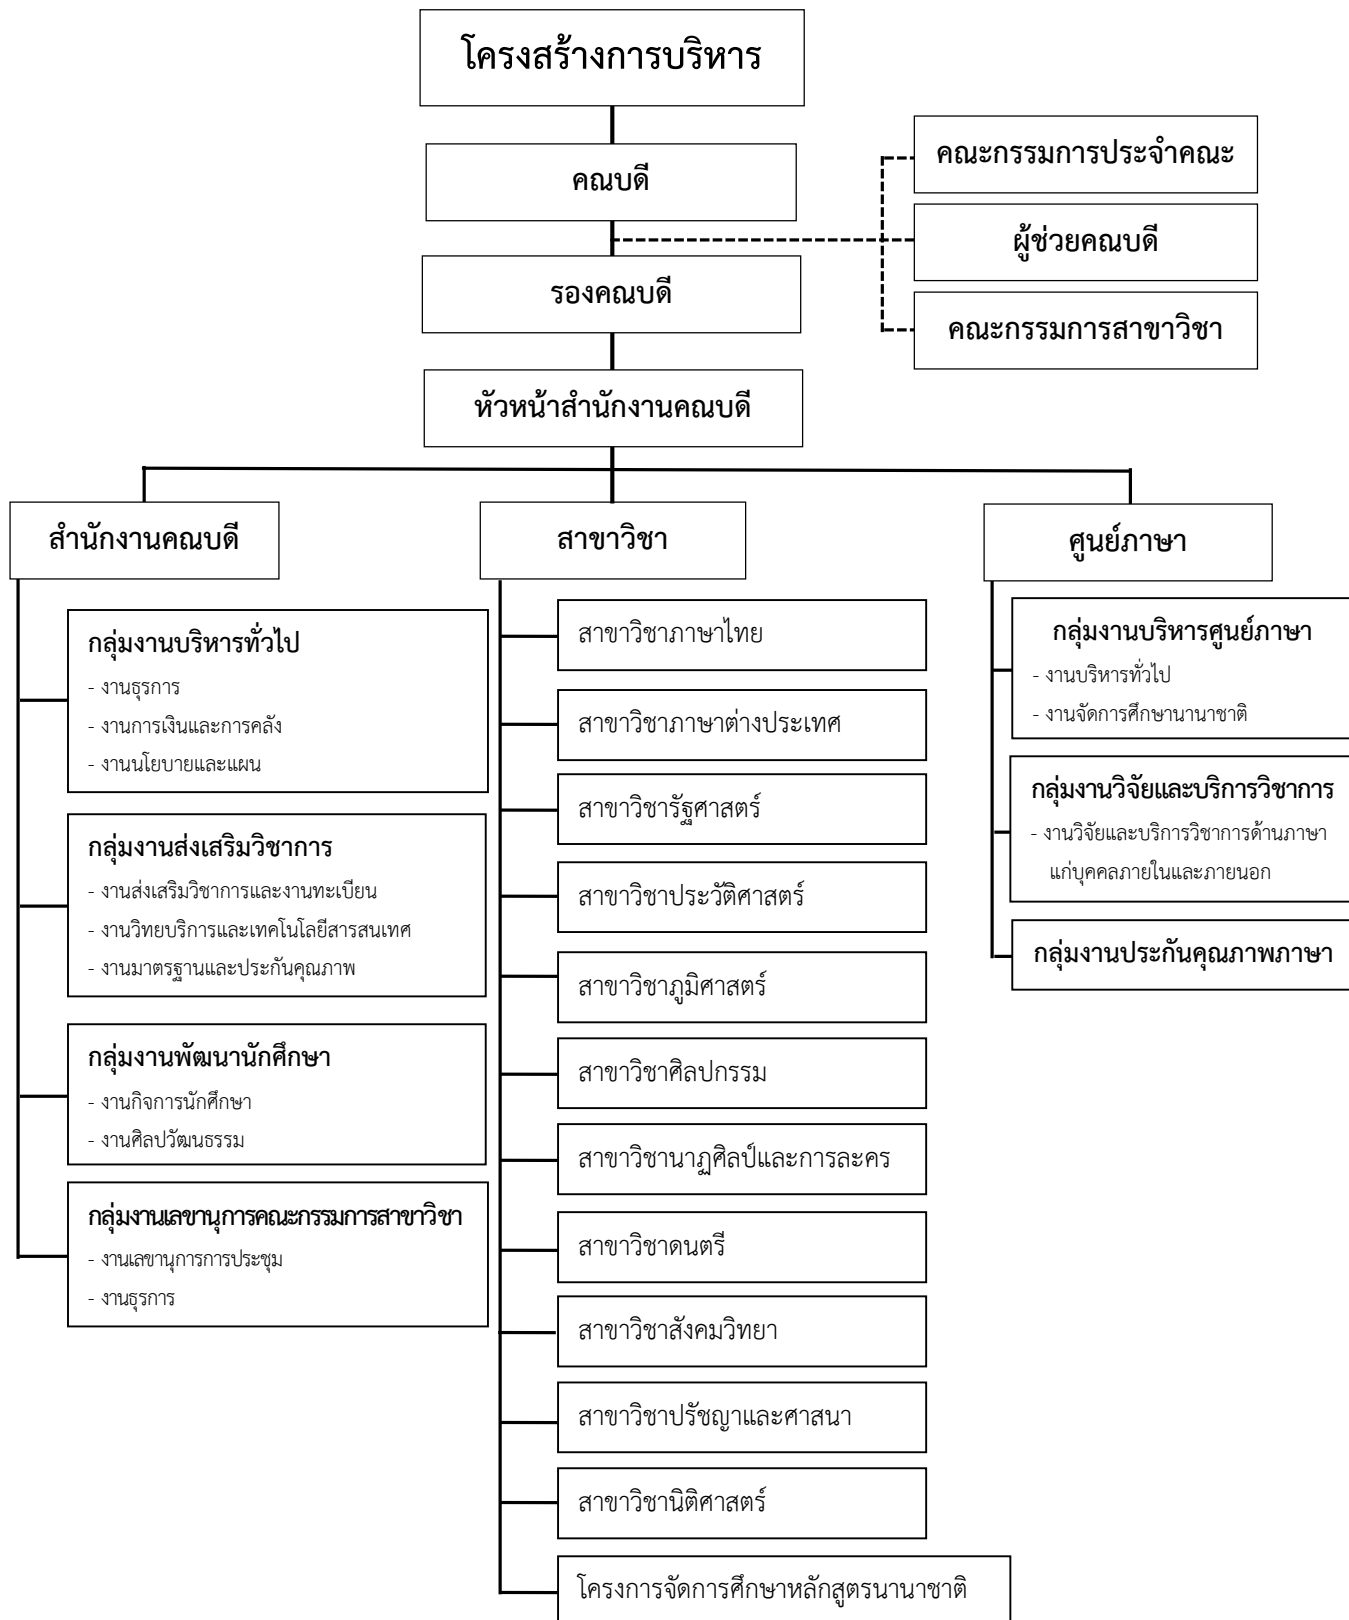 โครงสร้างการบริหาร
คณบดี
คณะกรรมการประจำคณะ
ผู้ช่วยคณบดี
คณะกรรมการสาขาวิชา
รองคณบดี
หัวหน้าสำนักงานคณบดี
สำนักงานคณบดี
กลุ่มงานบริหารทั่วไป
- งานธุรการ
- งานการเงินและการคลัง
- งานนโยบายและแผน
กลุ่มงานส่งเสริมวิชาการ
- งานส่งเสริมวิชาการและงานทะเบียน
- งานวิทยบริการและเทคโนโลยีสารสนเทศ
- งานมาตรฐานและประกันคุณภาพ
กลุ่มงานพัฒนานักศึกษา
- งานกิจการนักศึกษา
- งานศิลปวัฒนธรรม
กลุ่มงานเลขานุการคณะกรรมการสาขาวิชา
- งานเลขานุการการประชุม
- งานธุรการ
สาขาวิชา
สาขาวิชาภาษาไทย
สาขาวิชาภาษาต่างประเทศ
สาขาวิชารัฐศาสตร์
สาขาวิชาประวัติศาสตร์
สาขาวิชาภูมิศาสตร์
สาขาวิชาศิลปกรรม
สาขาวิชานาฏศิลป์และการละคร
สาขาวิชาดนตรี
สาขาวิชาสังคมวิทยา
สาขาวิชาปรัชญาและศาสนา
สาขาวิชานิติศาสตร์
โครงการจัดการศึกษาหลักสูตรนานาชาติ
ศูนย์ภาษา
กลุ่มงานบริหารศูนย์ภาษา
- งานบริหารทั่วไป
- งานจัดการศึกษานานาชาติ
กลุ่มงานวิจัยและบริการวิชาการ
- งานวิจัยและบริการวิชาการด้านภาษา
แก่บุคคลภายในและภายนอก
กลุ่มงานประกันคุณภาพภาษา